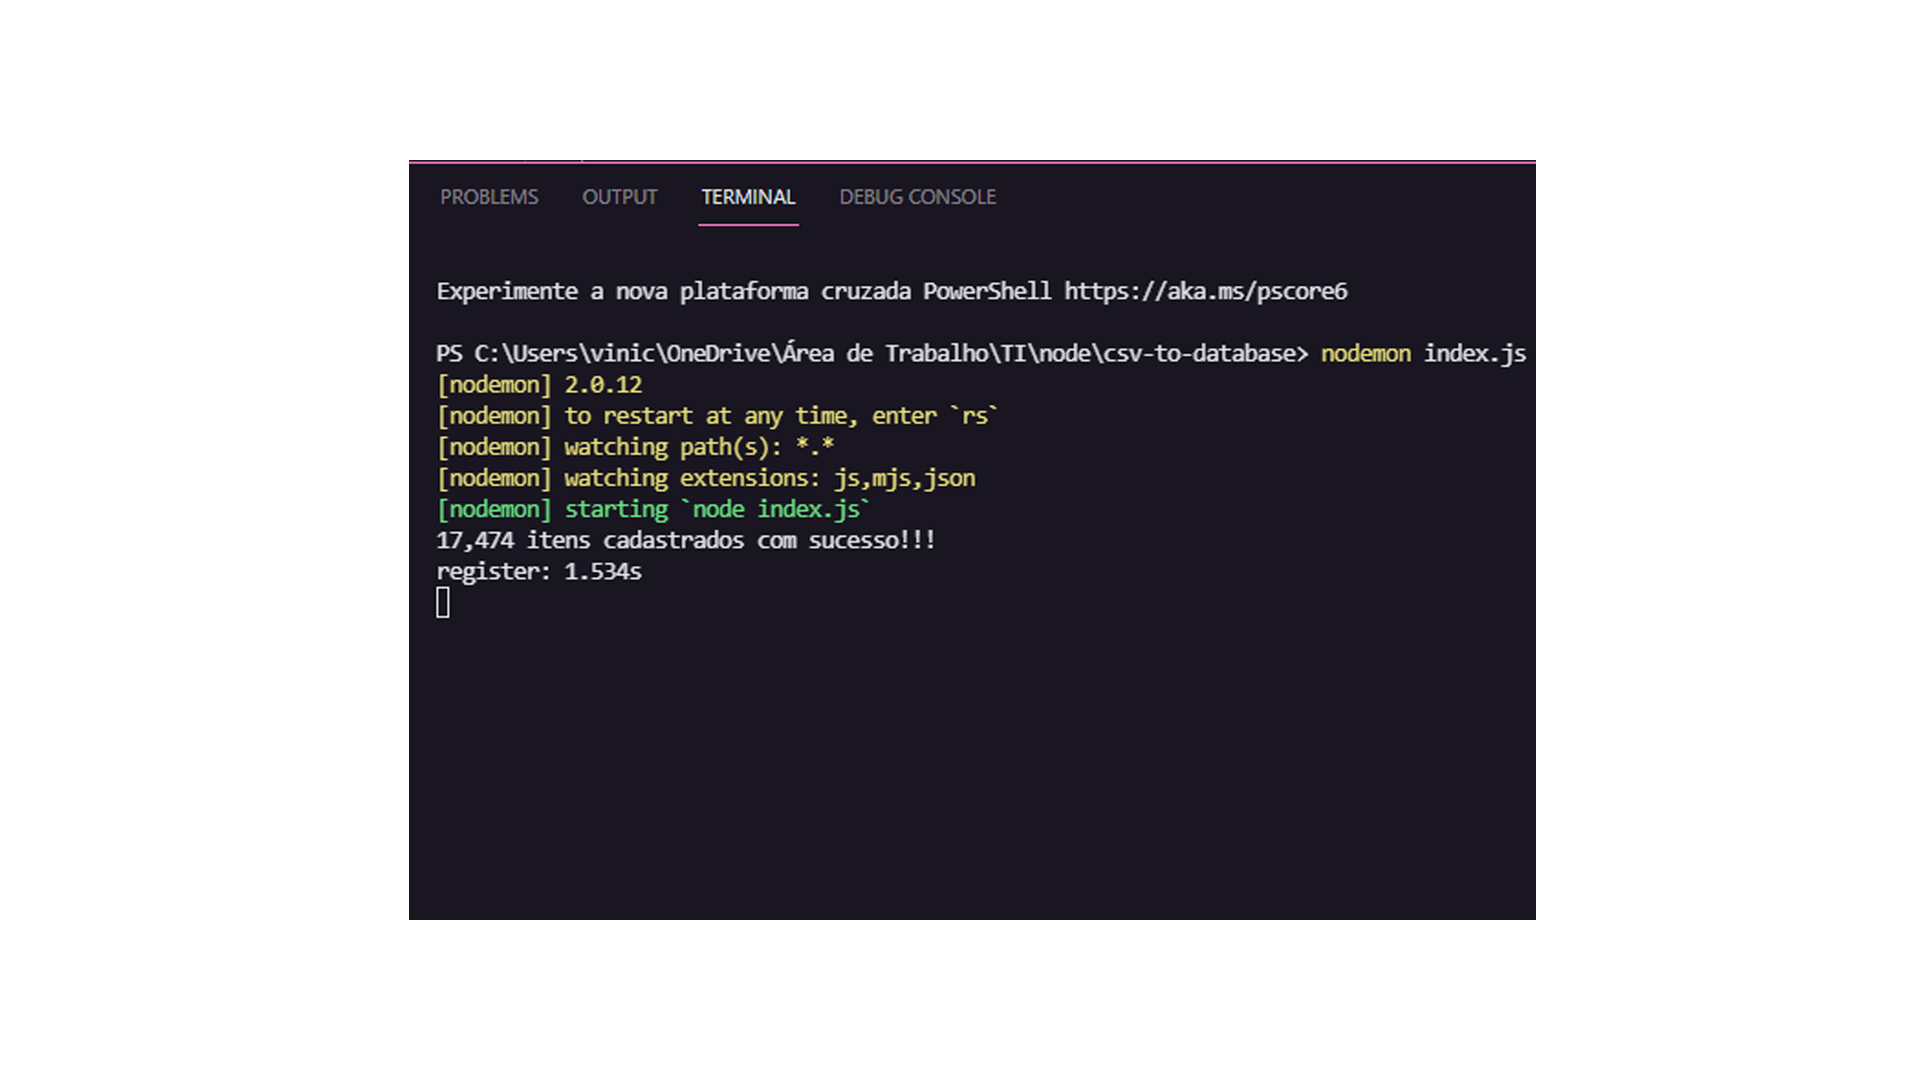 PROBLEMS OUTPUT TERMINAL DEBUG CONSOLE
Experimente a nova plataforma cruzada PowerShell https://aka.ms/pscore6
PS C:\Users\vinic\OneDrive\Área de Trabalho\TI\node\csv-to-database> nodemon index.js
[nodemon] 2.0.12
[nodemon] to restart at any time, enter `rs`
[nodemon] watching path(s): *.*
[nodemon] watching extensions: js,mjs,json
[nodemon] starting `node index.js`
17,474 itens cadastrados com sucesso!!!
register: 1.534s